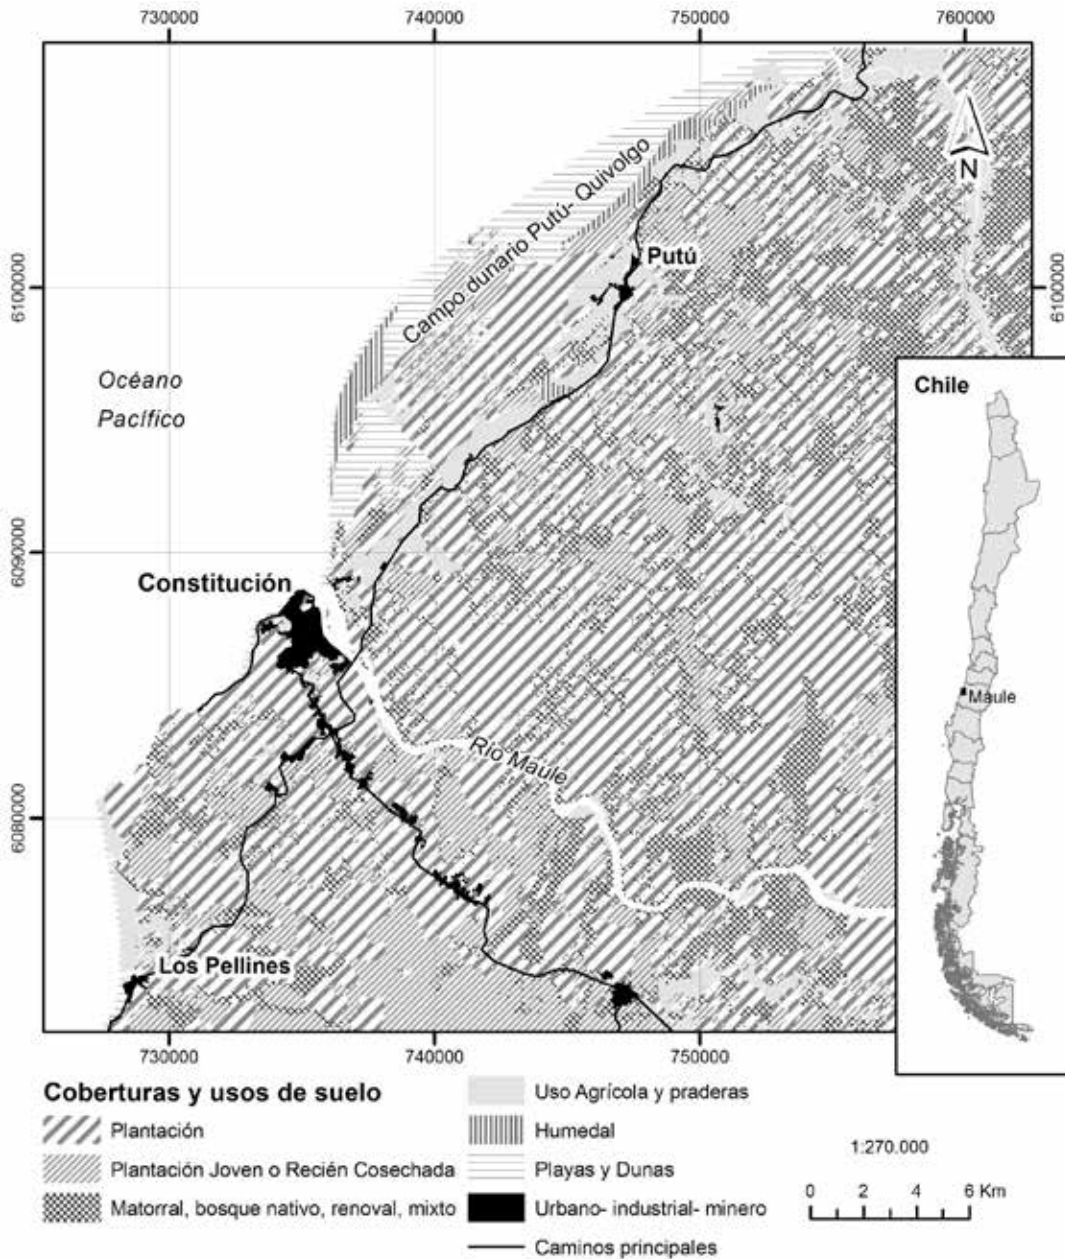 730000
740000
750000
760000
Campo dunario Putú- Quivolgo
N
Putú
6100000
6100000
Océano
Pacífico
Chile
6090000
Constitución
Maule
Río Maule
6080000
Los Pellines
730000
740000
750000
Coberturas y usos de suelo
Plantación
Plantación Joven o Recién Cosechada
Matorral, bosque nativo, renoval, mixto
Uso Agrícola y praderas
Humedal
Playas y Dunas
Urbano- industrial- minero
Caminos principales
1:270.000
0 2 4 6 Km